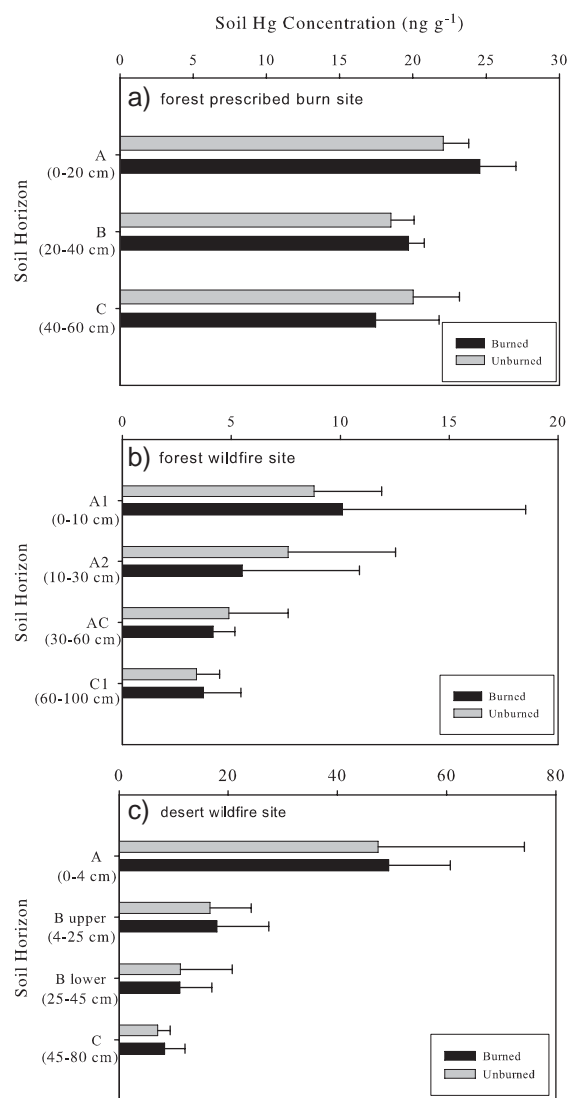 Soil Hg Concentration (ng g⁻¹)
0 5 10 15 20 25 30
a) forest prescribed burn site
Soil Horizon
A
(0-20 cm)
B
(20-40 cm)
C
(40-60 cm)
Burned
Unburned
0 5 10 15 20
b) forest wildfire site
Soil Horizon
A1
(0-10 cm)
A2
(10-30 cm)
AC
(30-60 cm)
C1
(60-100 cm)
Burned
Unburned
0 20 40 60 80
c) desert wildfire site
Soil Horizon
A
(0-4 cm)
B upper
(4-25 cm)
B lower
(25-45 cm)
C
(45-80 cm)
Burned
Unburned